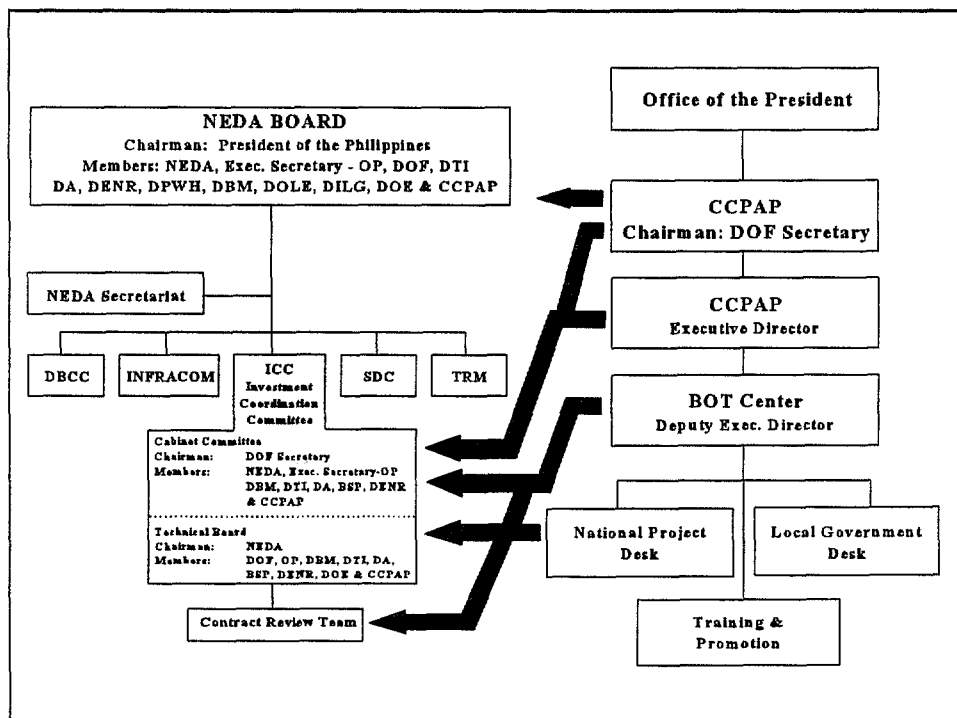 Office of the President
NEDA BOARD
Chairman: President of the Philippines
Members: NEDA, Exec. Secretary - OP, DOF, DTI
DA, DENR, DPWH, DBM, DOLE, DILG, DOE & CCPAP
CCPAP
Chairman: DOF Secretary
NEDA Secretariat
CCPAP
Executive Director
DBCC
INFRACOM
ICC
Investment
Coordination
Committee
SDC
TRM
BOT Center
Deputy Exec. Director
Cabinet Committee
Chairman: DOF Secretary
Members: NEDA, Exec. Secretary-OP
DBM, DTI, DA, BSP, DENR
& CCPAP
Technical Board
Chairman: NEDA
Members: DOF, OP, DBM, DTI, DA,
BSP, DENR, DOE & CCPAP
National Project
Desk
Local Government
Desk
Contract Review Team
Training &
Promotion